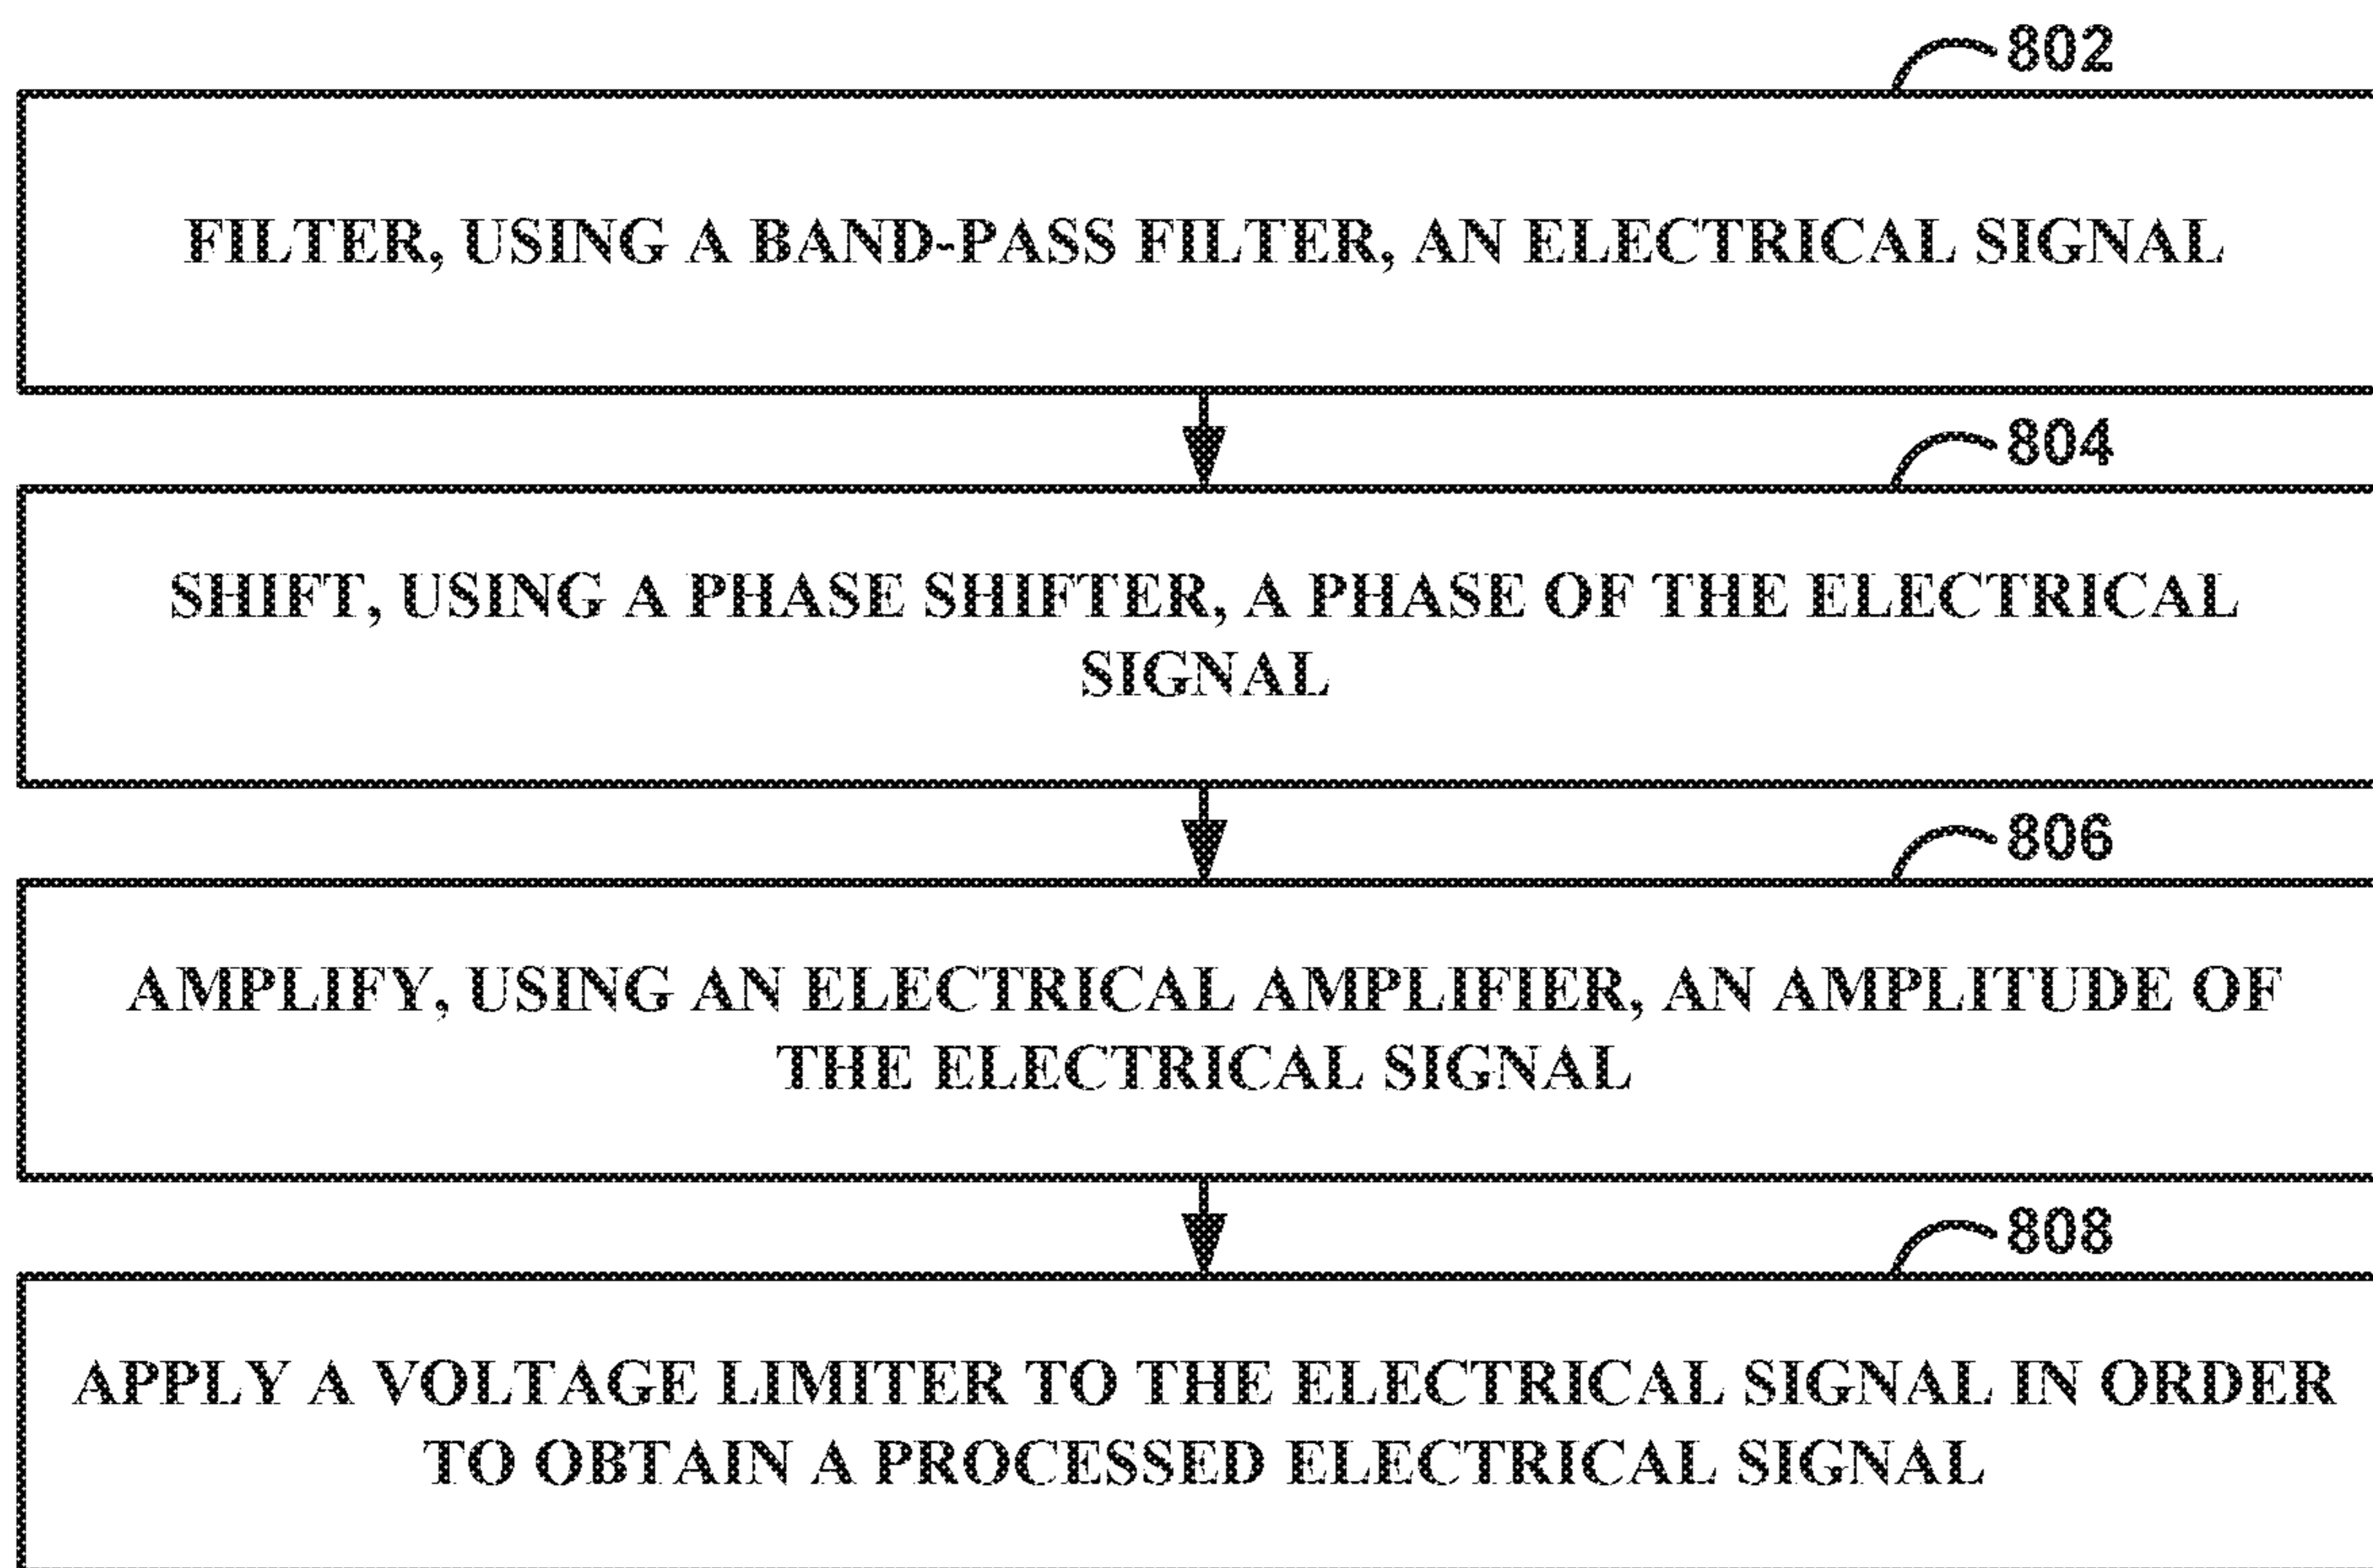 802
FILTER, USING A BAND-PASS FILTER, AN ELECTRICAL SIGNAL
804
SHIFT, USING A PHASE SHIFTER, A PHASE OF THE ELECTRICAL
SIGNAL
806
AMPLIFY, USING AN ELECTRICAL AMPLIFIER, AN AMPLITUDE OF
THE ELECTRICAL SIGNAL
808
APPLY A VOLTAGE LIMITER TO THE ELECTRICAL SIGNAL IN ORDER
TO OBTAIN A PROCESSED ELECTRICAL SIGNAL